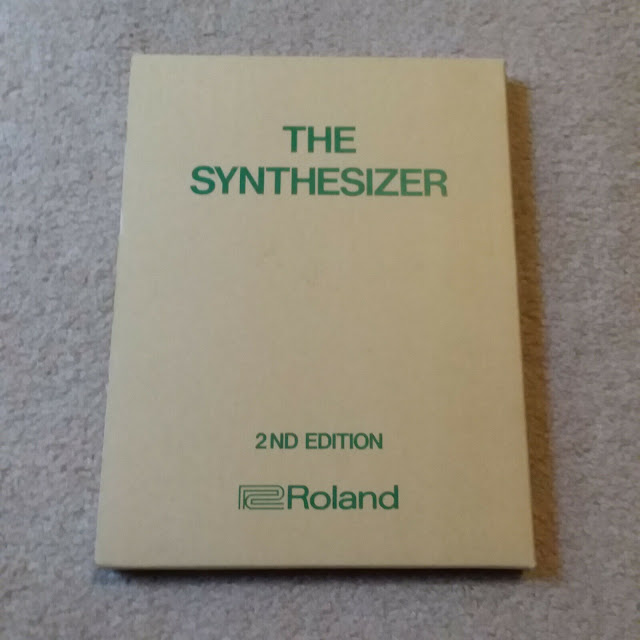 THE
SYNTHESIZER
2ND EDITION
Roland